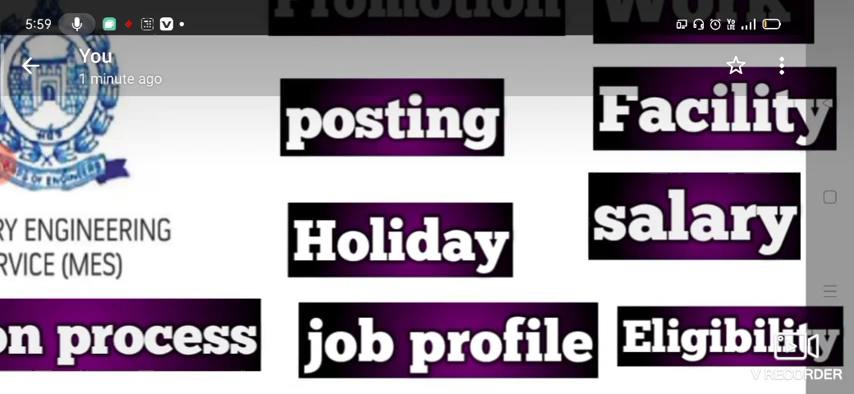 5:59
You
1 minute ago
Promotion
Work
posting
Facility
RY ENGINEERING
RVICE (MES)
Holiday
salary
on process
job profile
Eligibility
V RECORDER